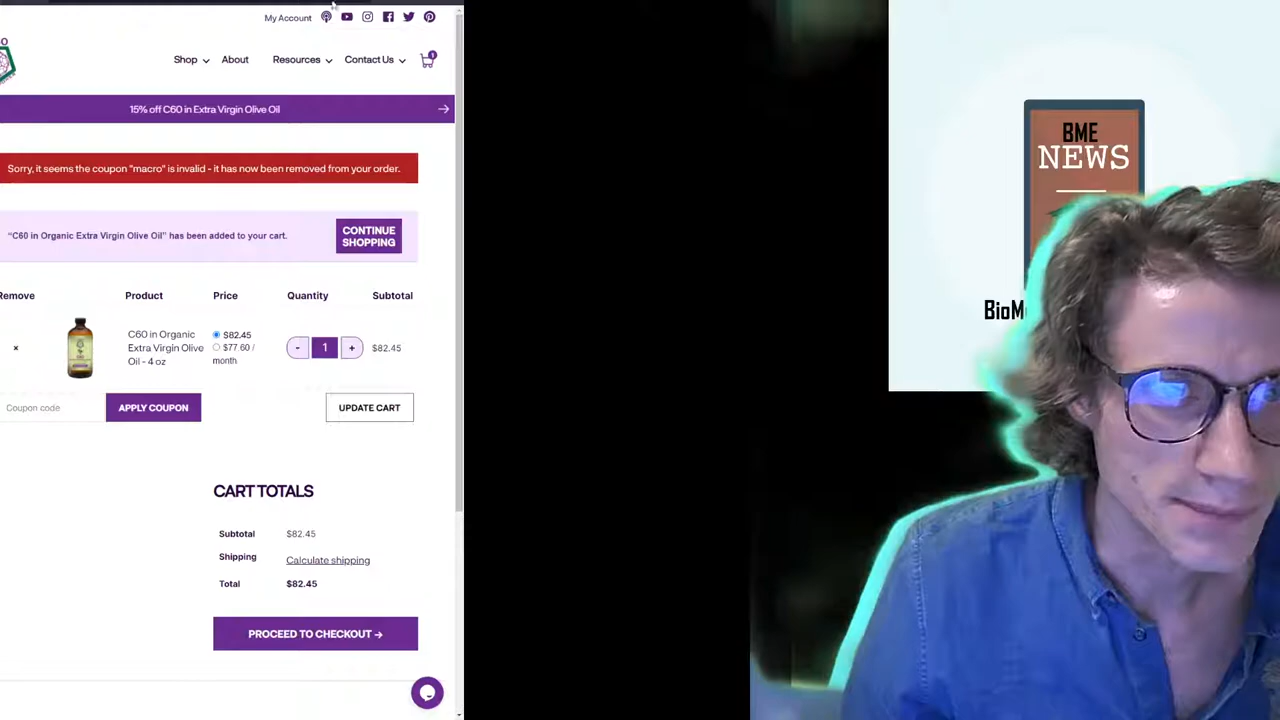 My Account
Shop About Resources Contact Us 1
15% off C60 in Extra Virgin Olive Oil
Sorry, it seems the coupon "macro" is invalid - it has now been removed from your order.
“C60 in Organic Extra Virgin Olive Oil” has been added to your cart.
CONTINUE
SHOPPING
Remove Product Price Quantity Subtotal
× C60 in Organic
Extra Virgin Olive
Oil - 4 oz
$82.45
$77.60 /
month
- 1 + $82.45
Coupon code APPLY COUPON UPDATE CART
CART TOTALS
Subtotal $82.45
Shipping Calculate shipping
Total $82.45
PROCEED TO CHECKOUT →
BME
NEWS